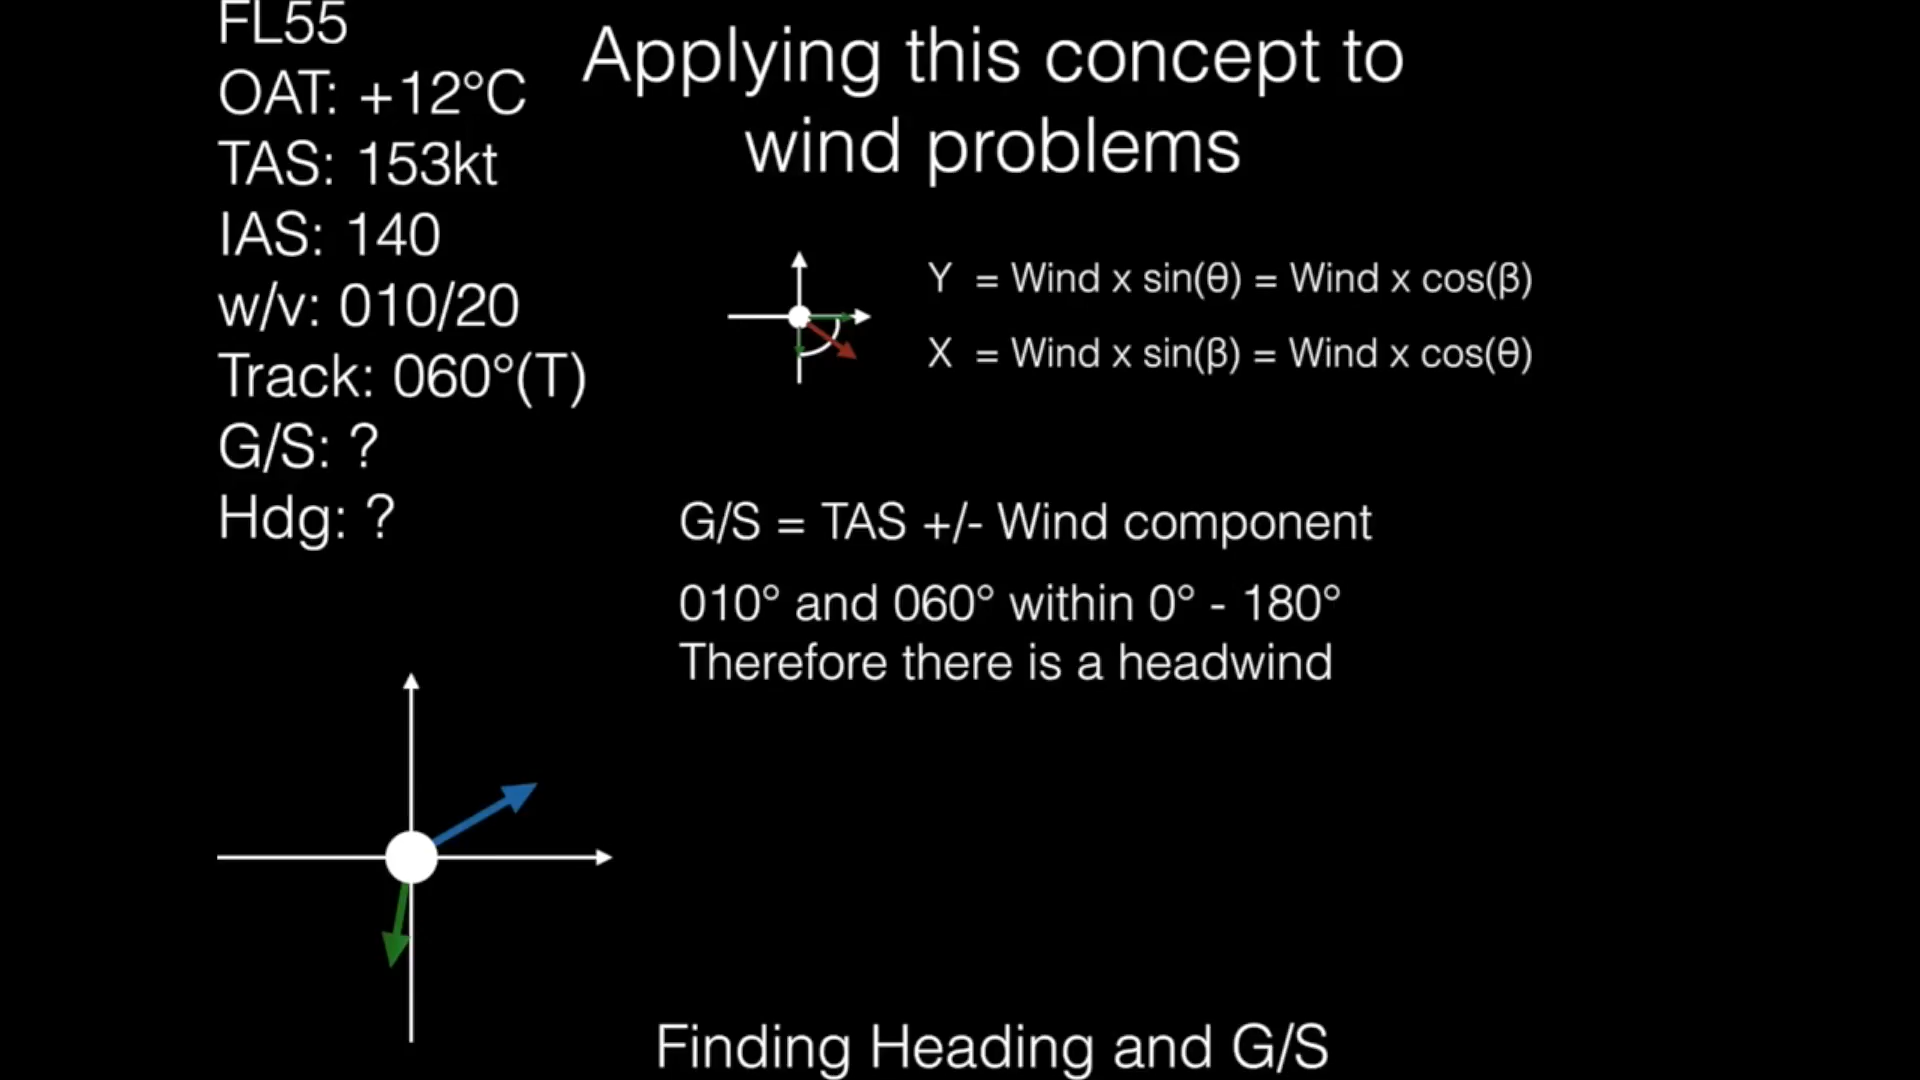 FL55
OAT: +12°C
TAS: 153kt
IAS: 140
w/v: 010/20
Track: 060°(T)
G/S: ?
Hdg: ?
Applying this concept to
wind problems
Y = Wind x sin(θ) = Wind x cos(β)
X = Wind x sin(β) = Wind x cos(θ)
G/S = TAS +/- Wind component
010° and 060° within 0° - 180°
Therefore there is a headwind
Finding Heading and G/S